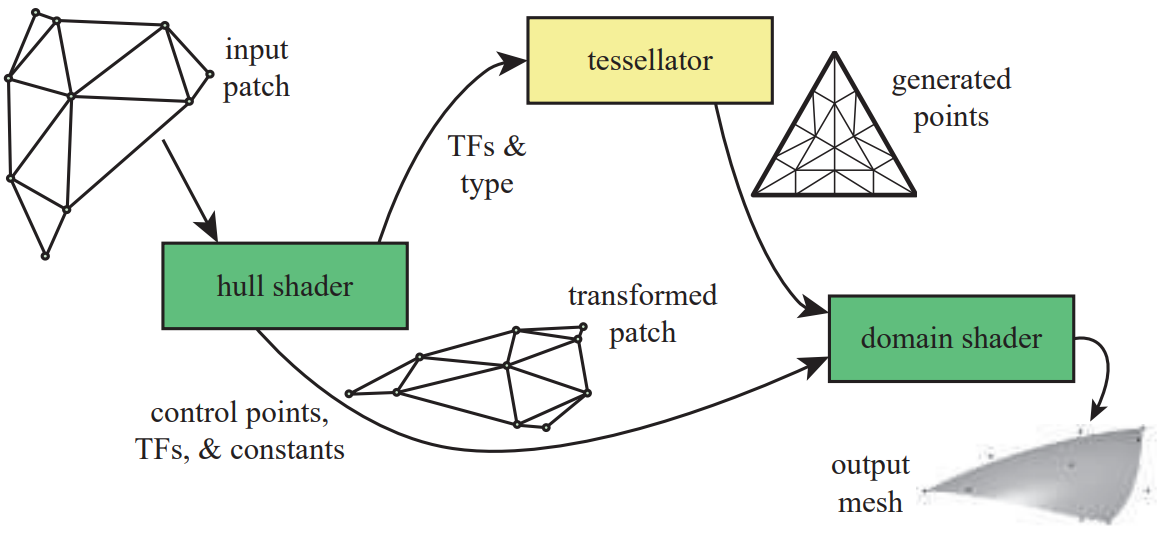 input
patch
tessellator
generated
points
TFs &
type
hull shader
transformed
patch
domain shader
control points,
TFs, & constants
output
mesh